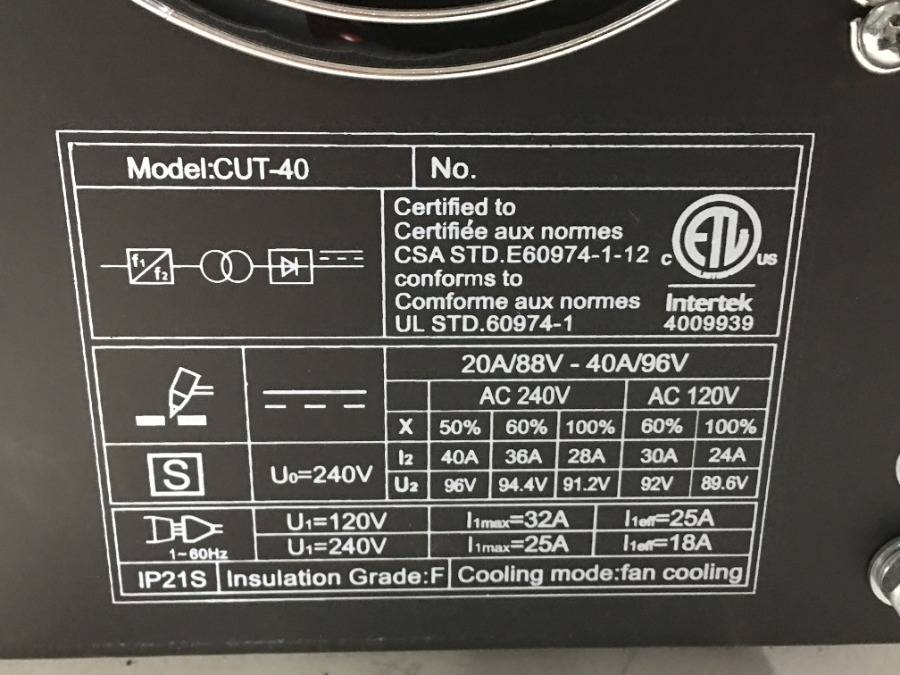 Model:CUT-40 No.
f1 f2
Certified to
Certifiée aux normes
CSA STD.E60974-1-12
conforms to
Comforme aux normes
UL STD.60974-1
C ETL US
LISTED
Intertek
4009939
20A/88V - 40A/96V
AC 240V AC 120V
X 50% 60% 100% 60% 100%
S U₀=240V
I₂ 40A 36A 28A 30A 24A
U₂ 96V 94.4V 91.2V 92V 89.6V
1~60Hz
U₁=120V I₁max=32A I₁eff=25A
U₁=240V I₁max=25A I₁eff=18A
IP21S Insulation Grade:F Cooling mode:fan cooling